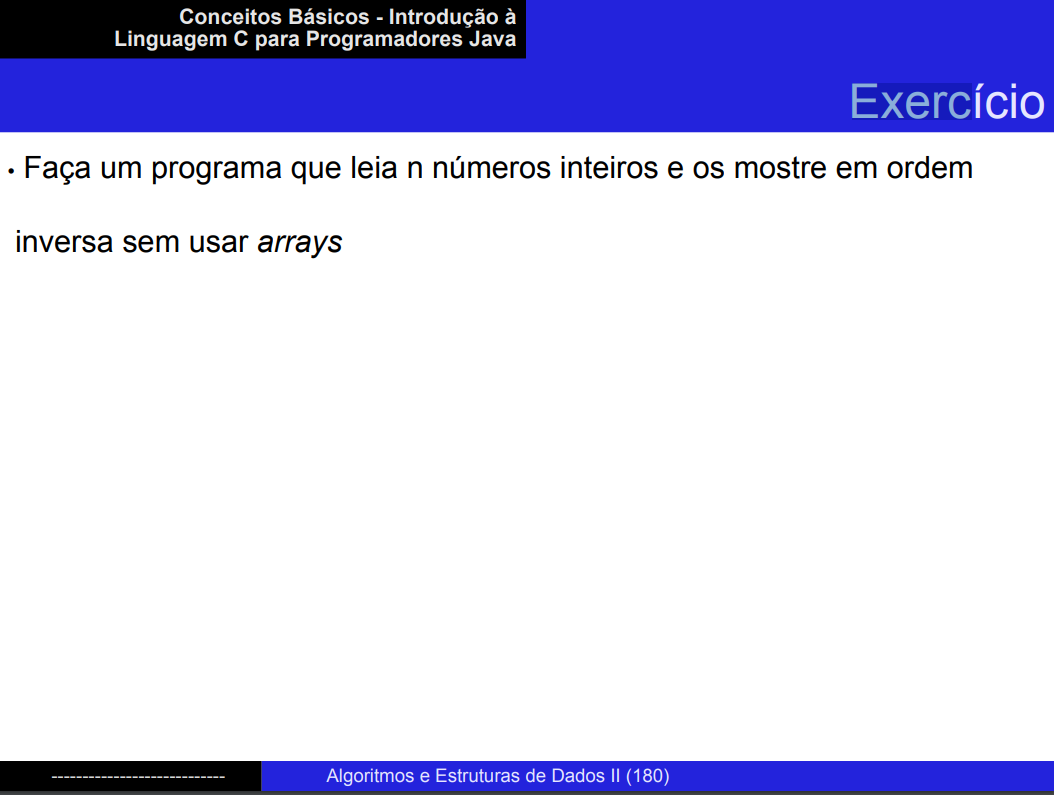 Conceitos Básicos - Introdução à
Linguagem C para Programadores Java
Exercício
• Faça um programa que leia n números inteiros e os mostre em ordem
inversa sem usar arrays
----------------------------
Algoritmos e Estruturas de Dados II (180)